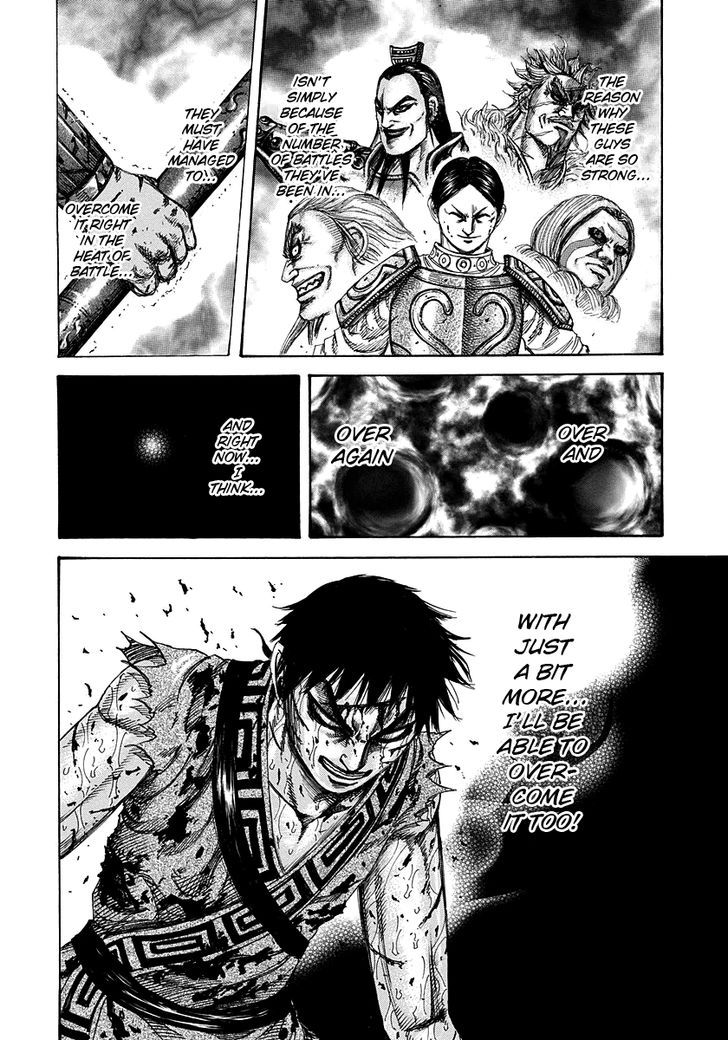 THE
REASON
WHY
THESE
GUYS
ARE SO
STRONG...
ISN'T
SIMPLY
BECAUSE
OF THE
NUMBER
OF BATTLES
THEY'VE
BEEN IN...
THEY
MUST
HAVE
MANAGED
TO...
OVERCOME
IT RIGHT
IN THE
HEAT OF
BATTLE...
OVER
AND
OVER
AGAIN
AND
RIGHT
NOW...
I
THINK...
WITH
JUST
A BIT
MORE...
I'LL BE
ABLE TO
OVER-
COME
IT TOO!